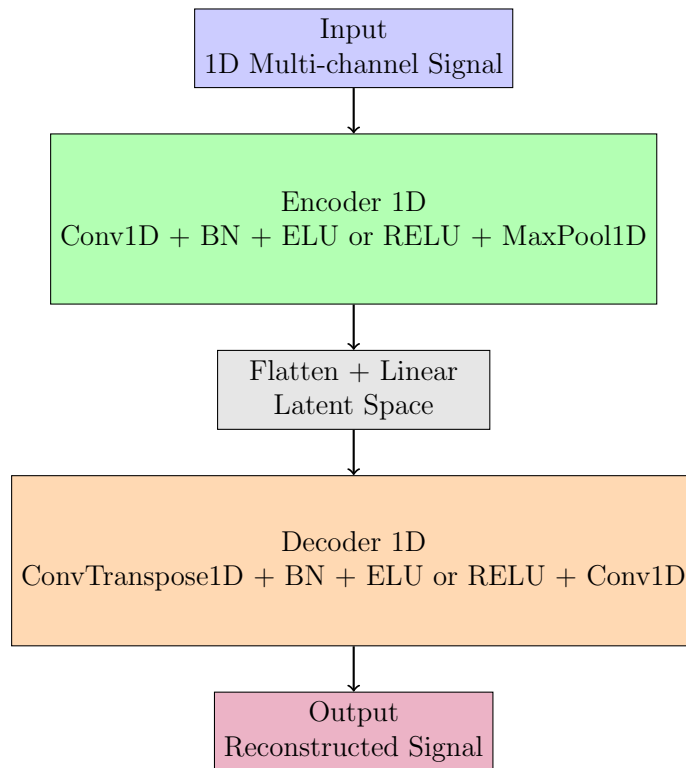 Input
1D Multi-channel Signal
Encoder 1D
Conv1D + BN + ELU or RELU + MaxPool1D
Flatten + Linear
Latent Space
Decoder 1D
ConvTranspose1D + BN + ELU or RELU + Conv1D
Output
Reconstructed Signal